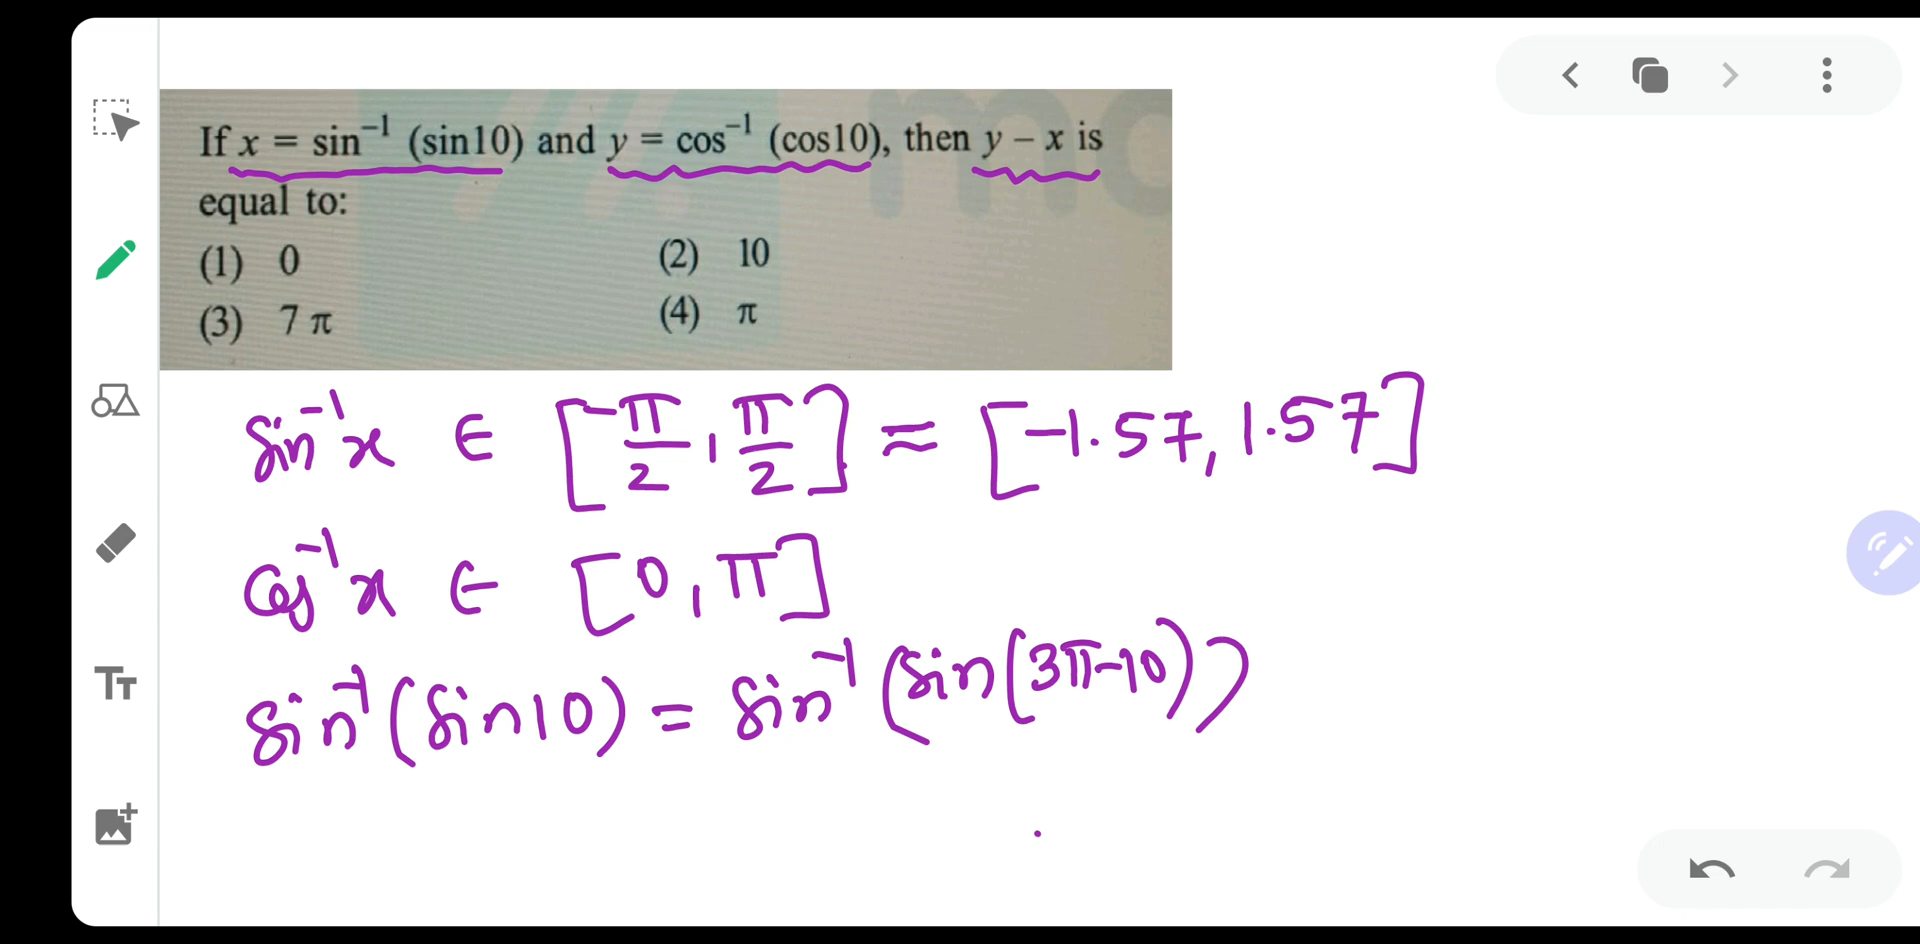 If x = sin⁻¹ (sin10) and y = cos⁻¹ (cos10), then y – x is
equal to:
(1) 0 (2) 10
(3) 7 π (4) π
sin⁻¹x ∈ [-π/2, π/2] ≈ [-1.57, 1.57]
Cos⁻¹x ∈ [0, π]
sin⁻¹(sin10) = sin⁻¹(sin(3π-10))